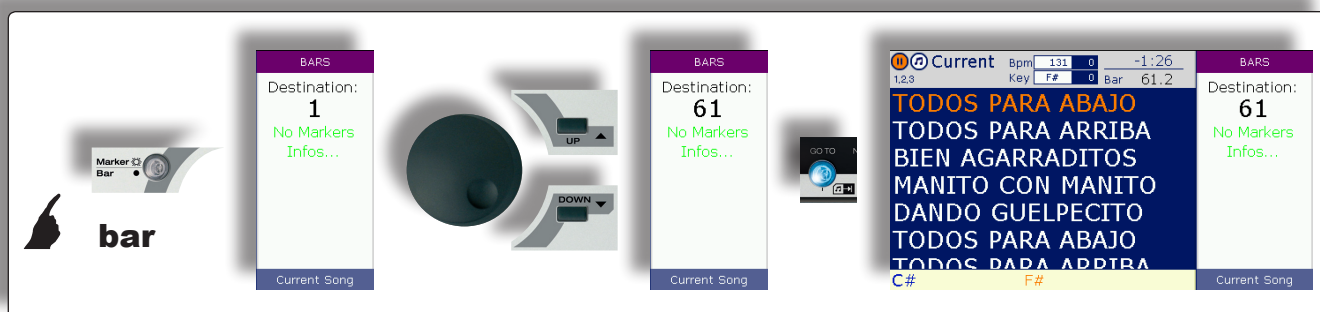 Marker
Bar
bar
BARS
Destination:
1
No Markers
Infos...
Current Song
UP
DOWN
BARS
Destination:
61
No Markers
Infos...
Current Song
GO TO
Current Bpm 131 0 -1:26
1,2,3 Key F# 0 Bar 61.2
TODOS PARA ABAJO
TODOS PARA ARRIBA
BIEN AGARRADITOS
MANITO CON MANITO
DANDO GUELPECITO
TODOS PARA ABAJO
TODOS PARA ARRIBA
C# F#
BARS
Destination:
61
No Markers
Infos...
Current Song